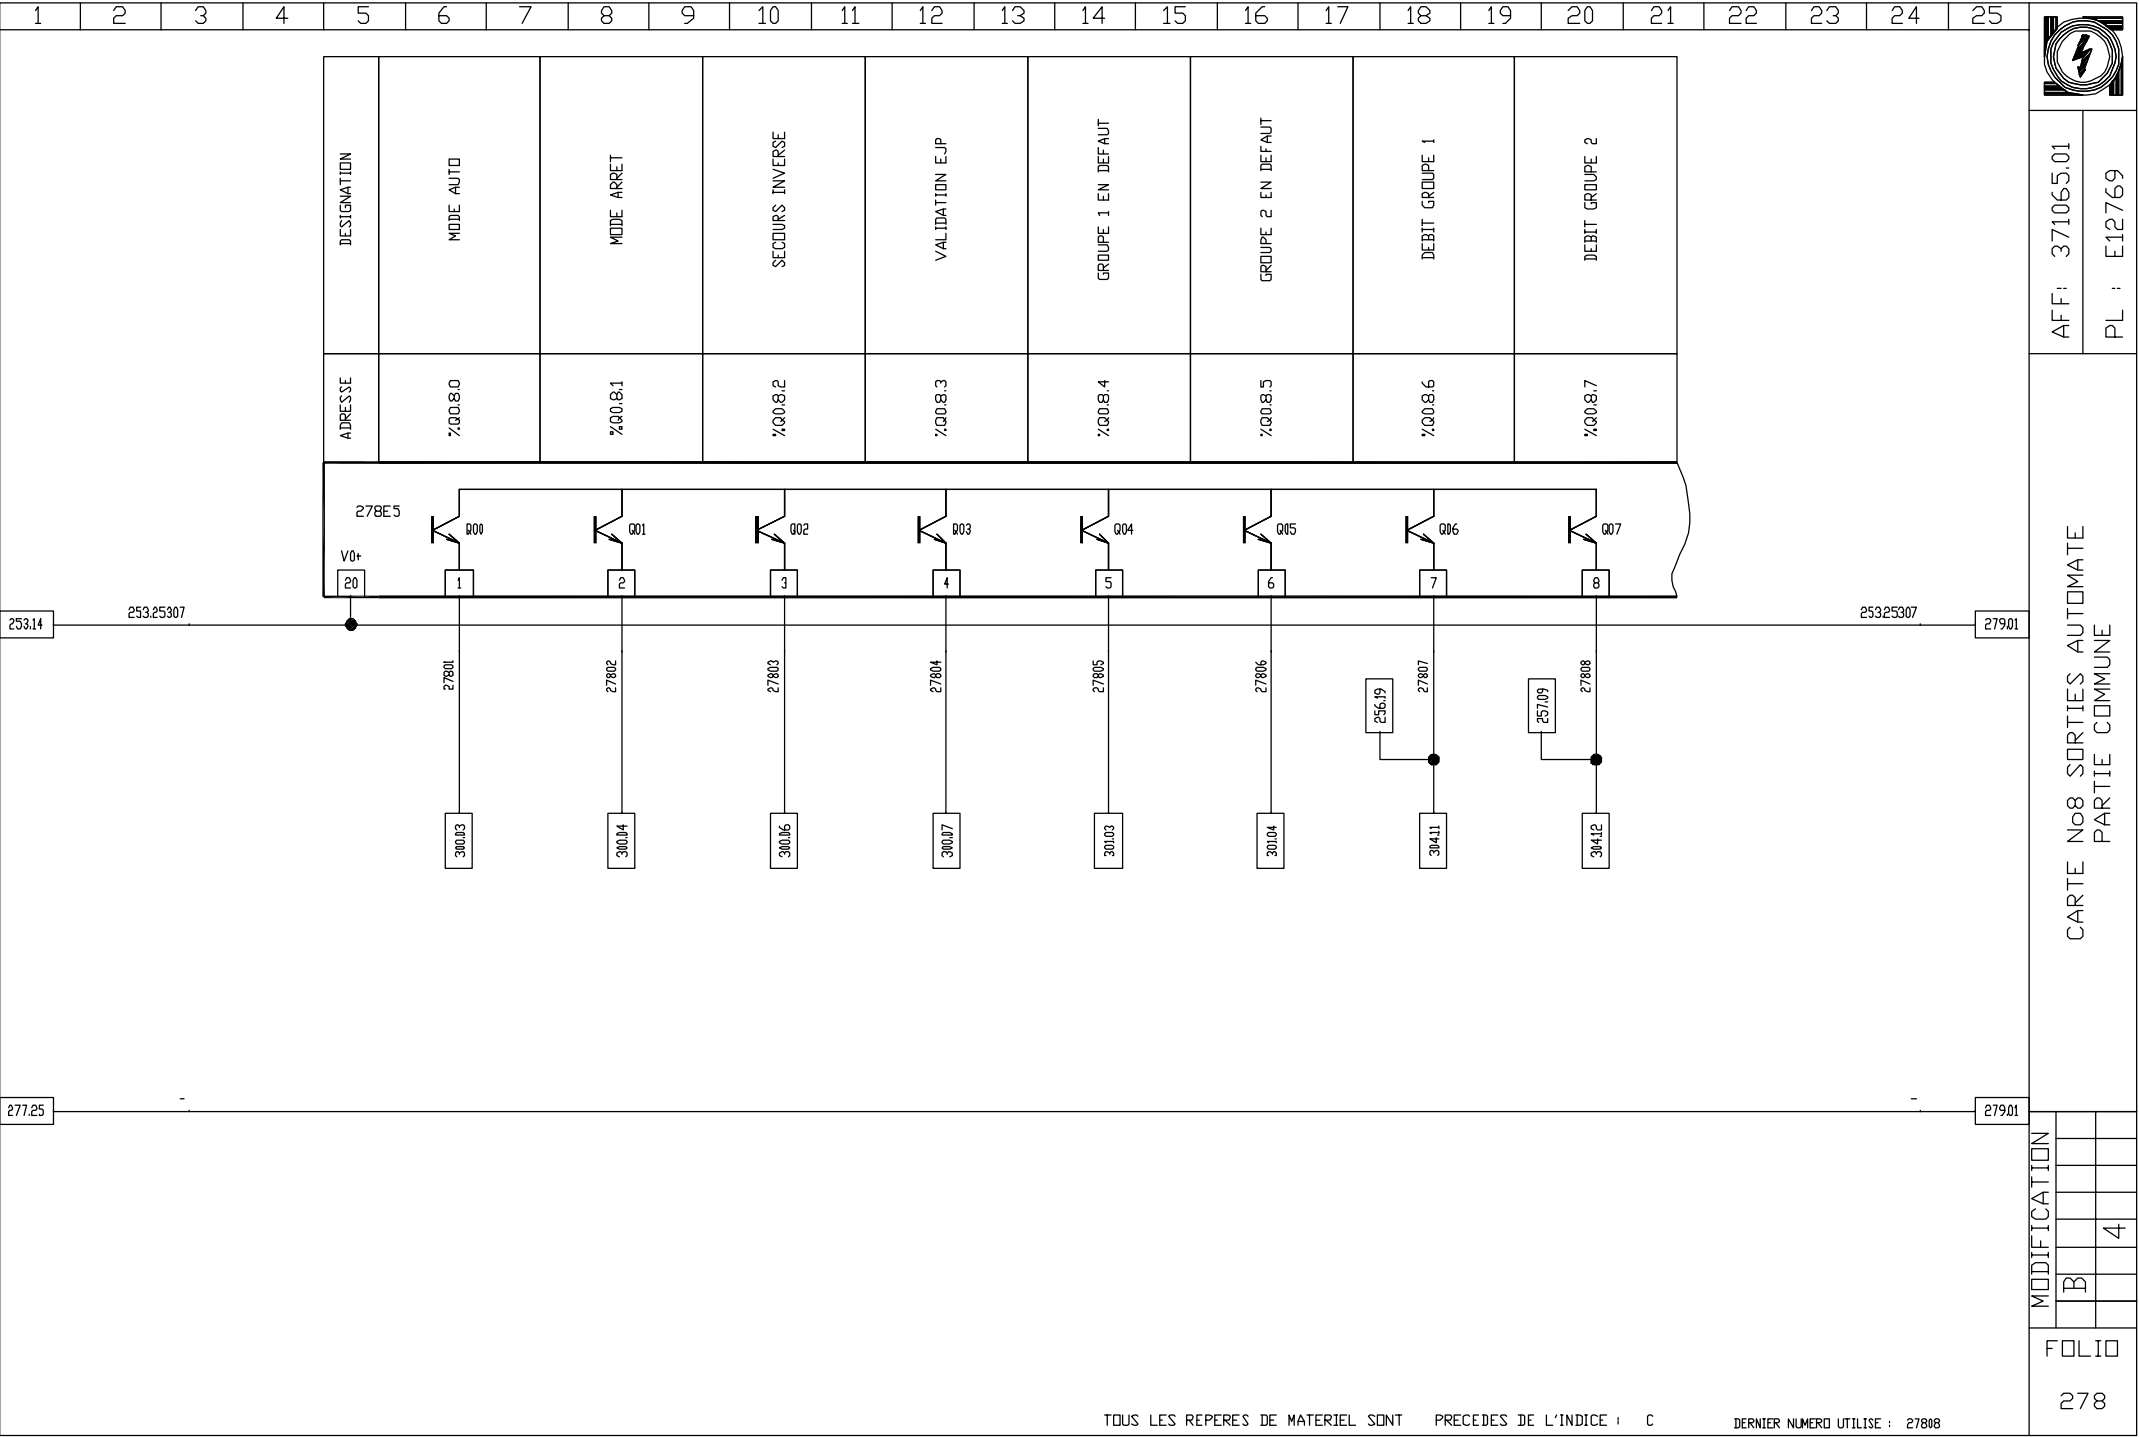 1 2 3 4 5 6 7 8 9 10 11 12 13 14 15 16 17 18 19 20 21 22 23 24 25
DESIGNATION
MODE AUTO
MODE ARRET
SECOURS INVERSE
VALIDATION EJP
GROUPE 1 EN DEFAUT
GROUPE 2 EN DEFAUT
DEBIT GROUPE 1
DEBIT GROUPE 2
ADRESSE
%Q0.8.0
%Q0.8.1
%Q0.8.2
%Q0.8.3
%Q0.8.4
%Q0.8.5
%Q0.8.6
%Q0.8.7
278E5
Q00 Q01 Q02 Q03 Q04 Q05 Q06 Q07
V0+
20 1 2 3 4 5 6 7 8
253.14 253.25307 253.25307 279.01
27801
27802
27803
27804
27805
27806
27807
27808
256.19
257.09
300.03
300.04
300.06
300.07
301.03
301.04
304.11
304.12
277.25 - - 279.01
TOUS LES REPERES DE MATERIEL SONT PRECEDES DE L'INDICE : C
DERNIER NUMERO UTILISE : 27808
AFF: 371065.01
PL : E12769
CARTE No8 SORTIES AUTOMATE
PARTIE COMMUNE
MODIFICATION
B
4
FOLIO
278